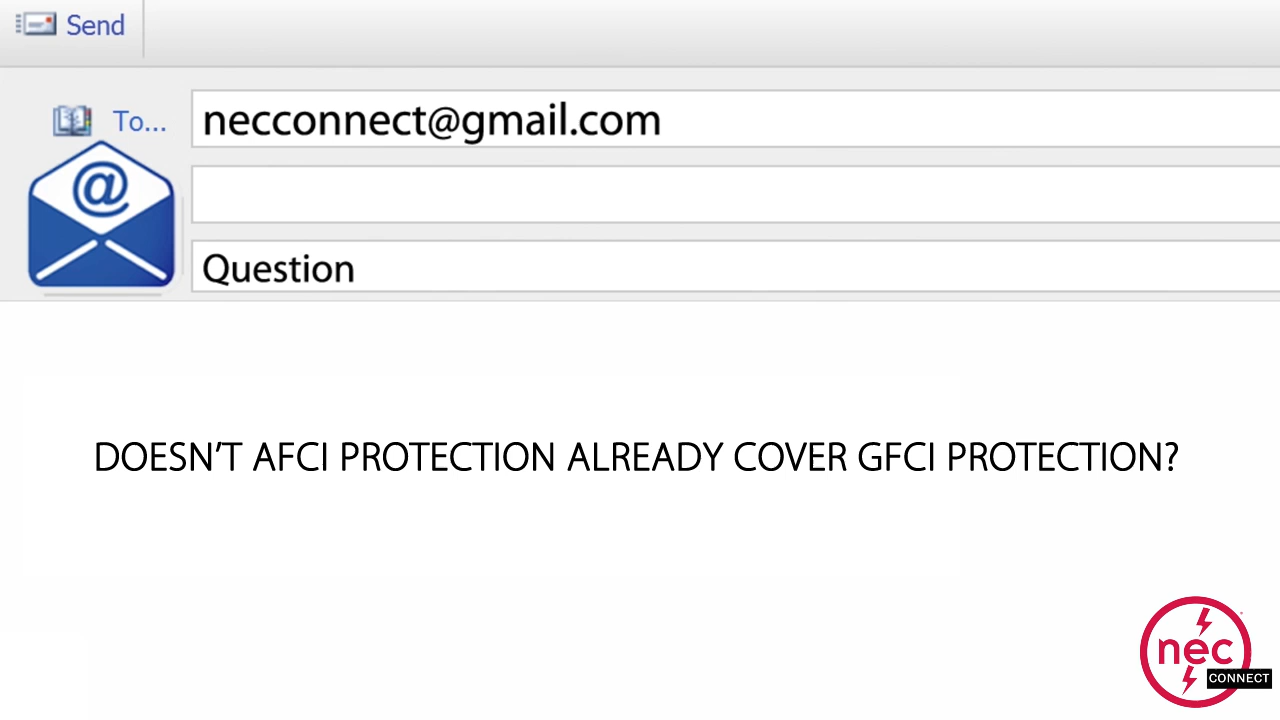 Send
To...
necconnect@gmail.com
@
Question
DOESN’T AFCI PROTECTION ALREADY COVER GFCI PROTECTION?
nec
CONNECT